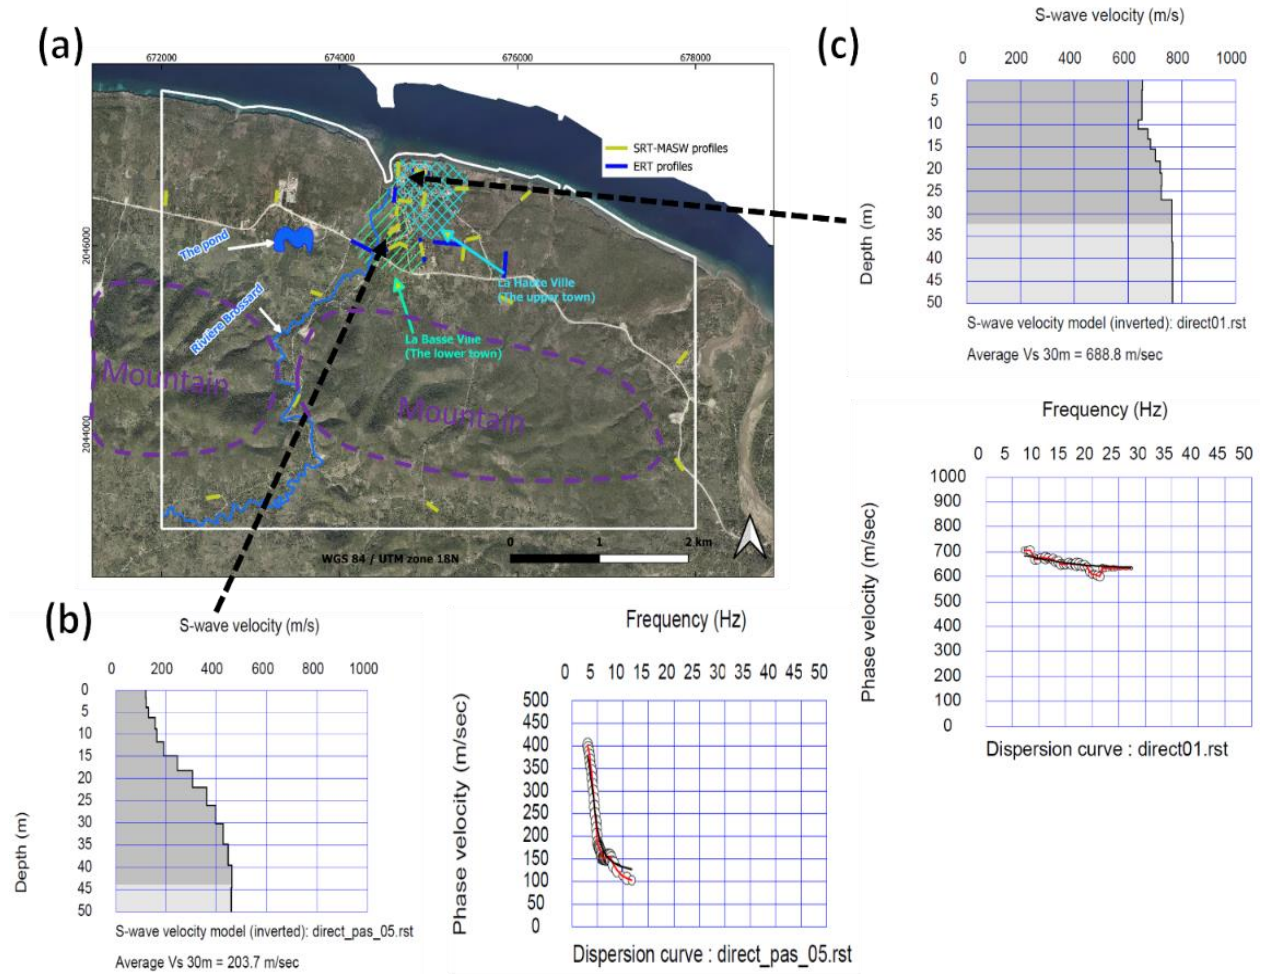 (a)
672000 674000 676000 678000
SRT-MASW profiles
ERT profiles
2046000
2044000
The pond
Rivière Brossard
La Haute Ville
(The upper town)
La Basse Ville
(The lower town)
Mountain
Mountain
WGS 84 / UTM zone 18N
0 1 2 km
(b)
S-wave velocity (m/s)
0 200 400 600 800 1000
Depth (m)
0
5
10
15
20
25
30
35
40
45
50
S-wave velocity model (inverted): direct_pas_05.rst
Average Vs 30m = 203.7 m/sec
Frequency (Hz)
0 5 10 15 20 25 30 35 40 45 50
Phase velocity (m/sec)
500
450
400
350
300
250
200
150
100
50
0
Dispersion curve : direct_pas_05.rst
(c)
S-wave velocity (m/s)
0 200 400 600 800 1000
Depth (m)
0
5
10
15
20
25
30
35
40
45
50
S-wave velocity model (inverted): direct01.rst
Average Vs 30m = 688.8 m/sec
Frequency (Hz)
0 5 10 15 20 25 30 35 40 45 50
Phase velocity (m/sec)
1000
900
800
700
600
500
400
300
200
100
0
Dispersion curve : direct01.rst